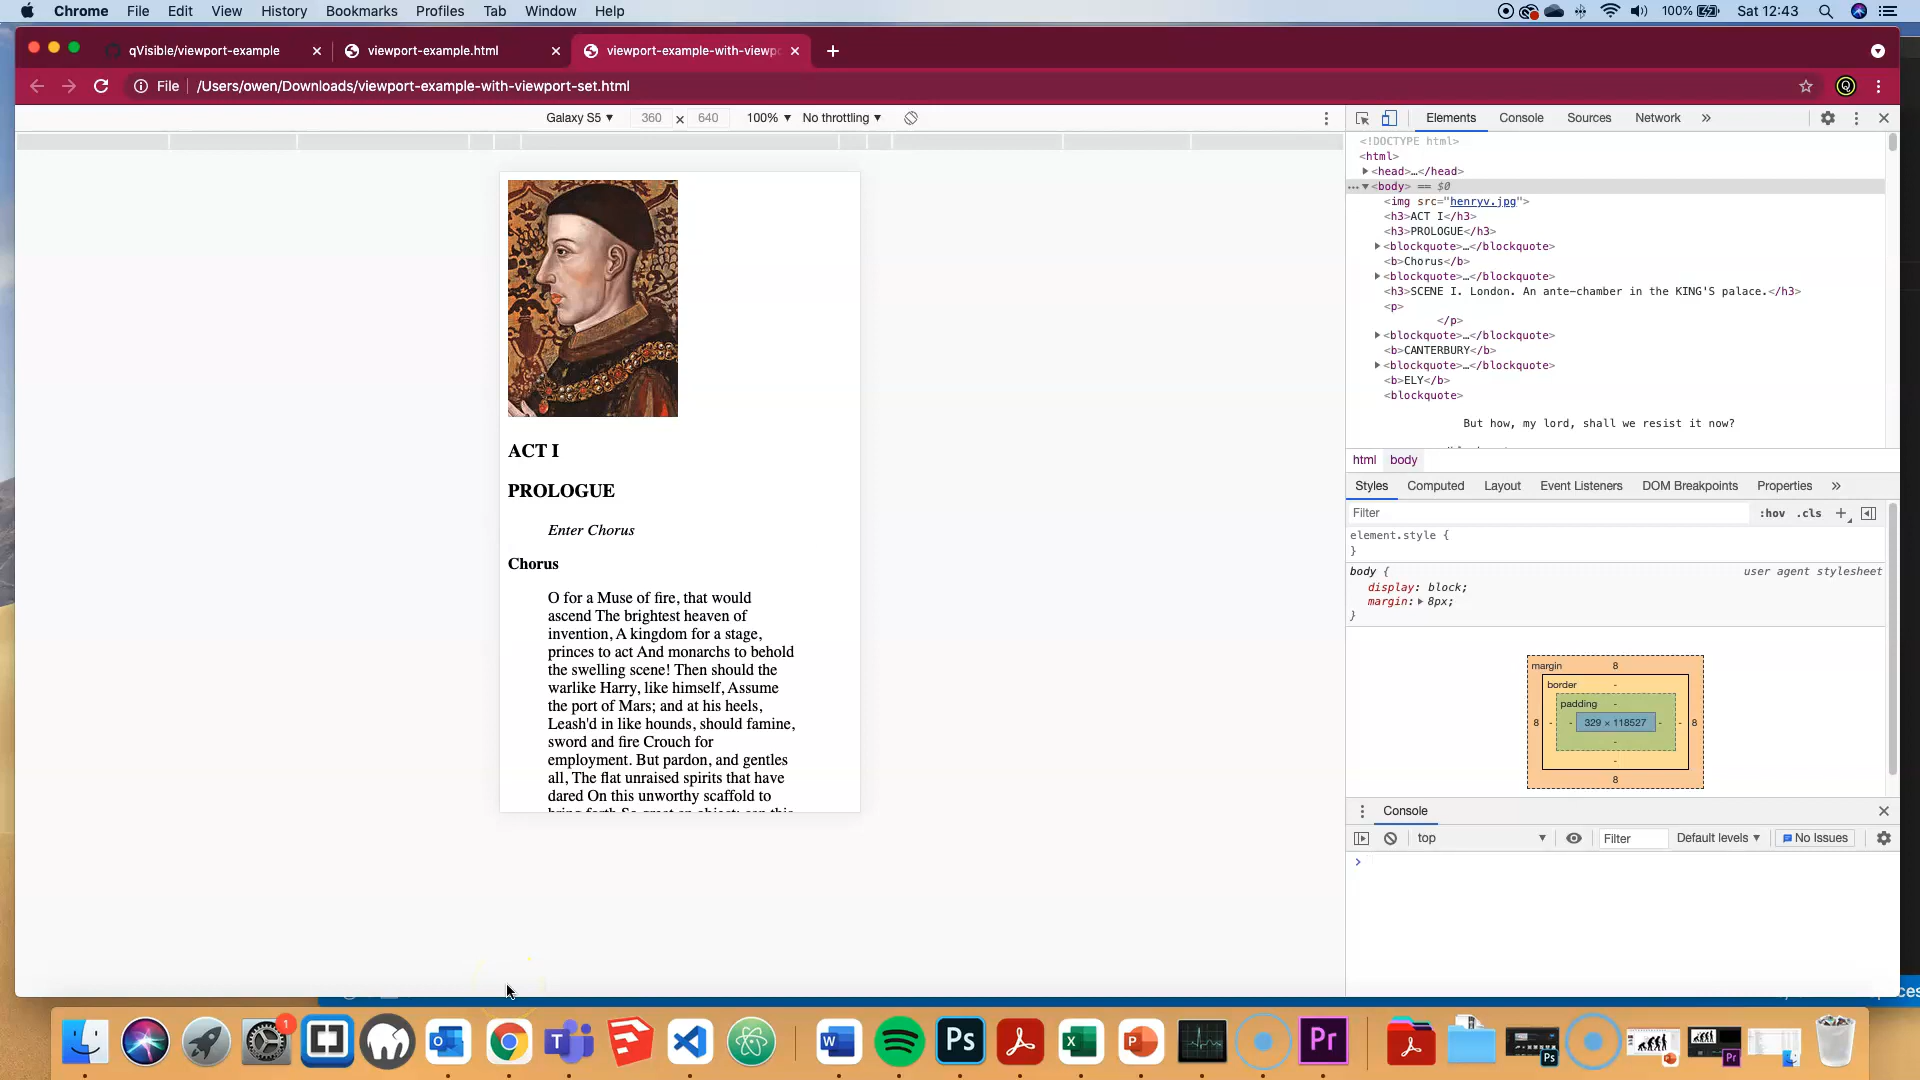 Chrome File Edit View History Bookmarks Profiles Tab Window Help 100% Sat 12:43
qVisible/viewport-example viewport-example.html viewport-example-with-viewp
File /Users/owen/Downloads/viewport-example-with-viewport-set.html
Galaxy S5 360 x 640 100% No throttling
Elements Console Sources Network
<!DOCTYPE html>
<html>
<head>…</head>
<body> == $0
<img src="henryv.jpg">
<h3>ACT I</h3>
<h3>PROLOGUE</h3>
<blockquote>…</blockquote>
<b>Chorus</b>
<blockquote>…</blockquote>
<h3>SCENE I. London. An ante-chamber in the KING'S palace.</h3>
<p>
</p>
<blockquote>…</blockquote>
<b>CANTERBURY</b>
<blockquote>…</blockquote>
<b>ELY</b>
<blockquote>
But how, my lord, shall we resist it now?
html body
Styles Computed Layout Event Listeners DOM Breakpoints Properties
Filter :hov .cls
element.style {
}
body { user agent stylesheet
display: block;
margin: 8px;
}
margin 8
border -
padding -
8 - - 329 × 118527 - - 8
-
-
8
Console
top Filter Default levels No Issues
ACT I
PROLOGUE
Enter Chorus
Chorus
O for a Muse of fire, that would
ascend The brightest heaven of
invention, A kingdom for a stage,
princes to act And monarchs to behold
the swelling scene! Then should the
warlike Harry, like himself, Assume
the port of Mars; and at his heels,
Leash'd in like hounds, should famine,
sword and fire Crouch for
employment. But pardon, and gentles
all, The flat unraised spirits that have
dared On this unworthy scaffold to